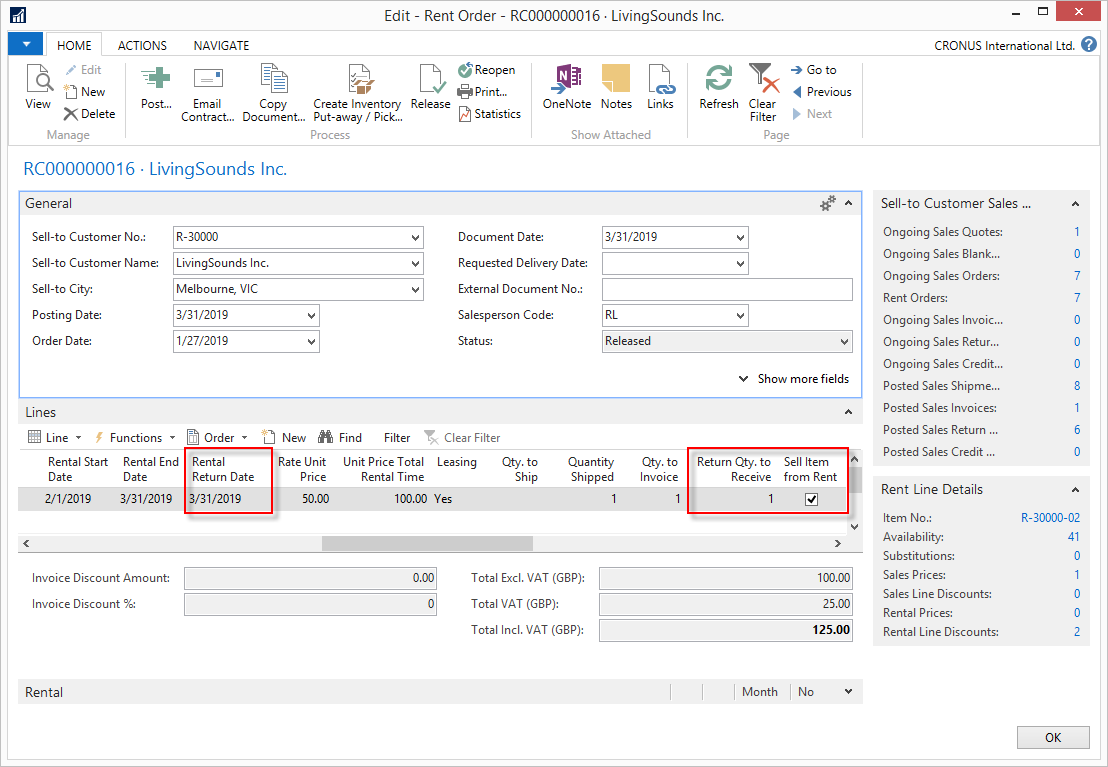 Edit - Rent Order - RC000000016 · LivingSounds Inc.
HOME ACTIONS NAVIGATE
CRONUS International Ltd. ?
View
Edit
New
Delete
Manage
Post...
Email Contract...
Copy Document...
Create Inventory Put-away / Pick...
Release
Reopen
Print...
Statistics
Process
OneNote
Notes
Links
Show Attached
Refresh
Clear Filter
Go to
Previous
Next
Page
RC000000016 · LivingSounds Inc.
General
Sell-to Customer No.: R-30000
Sell-to Customer Name: LivingSounds Inc.
Sell-to City: Melbourne, VIC
Posting Date: 3/31/2019
Order Date: 1/27/2019
Document Date: 3/31/2019
Requested Delivery Date:
External Document No.:
Salesperson Code: RL
Status: Released
Show more fields
Lines
Line Functions Order New Find Filter Clear Filter
Rental Start Date Rental End Date Rental Return Date Rate Unit Price Unit Price Total Rental Time Leasing Qty. to Ship Quantity Shipped Qty. to Invoice Return Qty. to Receive Sell Item from Rent
2/1/2019 3/31/2019 3/31/2019 50.00 100.00 Yes 1 1 1
Invoice Discount Amount: 0.00
Invoice Discount %: 0
Total Excl. VAT (GBP): 100.00
Total VAT (GBP): 25.00
Total Incl. VAT (GBP): 125.00
Rental Month No
Sell-to Customer Sales ...
Ongoing Sales Quotes: 1
Ongoing Sales Blank... 0
Ongoing Sales Orders: 7
Rent Orders: 7
Ongoing Sales Invoic... 0
Ongoing Sales Retur... 0
Ongoing Sales Credit... 0
Posted Sales Shipme... 8
Posted Sales Invoices: 1
Posted Sales Return ... 6
Posted Sales Credit ... 0
Rent Line Details
Item No.: R-30000-02
Availability: 41
Substitutions: 0
Sales Prices: 1
Sales Line Discounts: 0
Rental Prices: 0
Rental Line Discounts: 2
OK